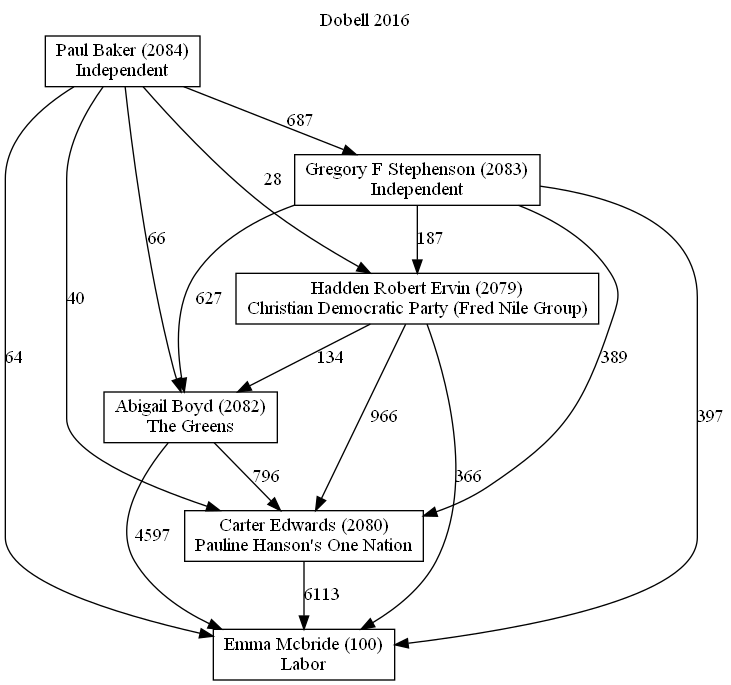 Dobell 2016
Paul Baker (2084)
Independent
687
Gregory F Stephenson (2083)
Independent
28
66
187
40
627
Hadden Robert Ervin (2079)
Christian Democratic Party (Fred Nile Group)
64
134
389
Abigail Boyd (2082)
The Greens
966
397
796
366
4597
Carter Edwards (2080)
Pauline Hanson's One Nation
6113
Emma Mcbride (100)
Labor